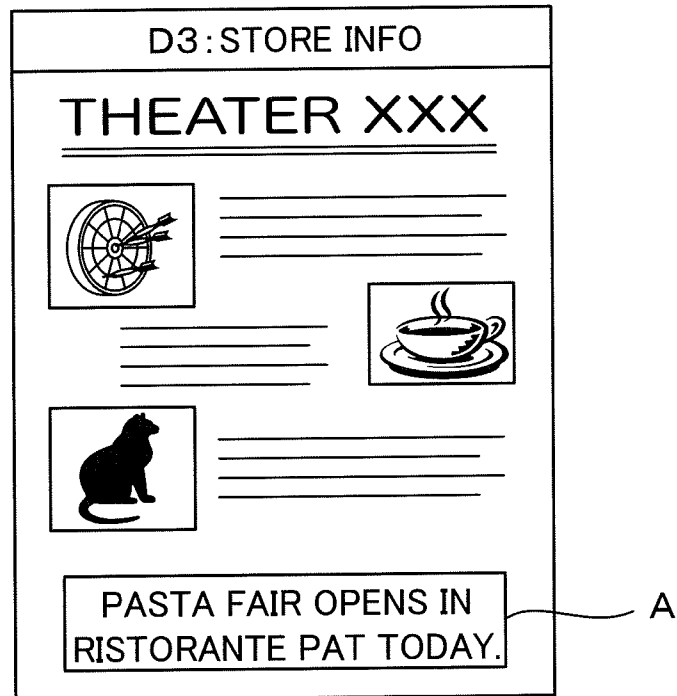 D3:STORE INFO
THEATER XXX
PASTA FAIR OPENS IN
RISTORANTE PAT TODAY.
A